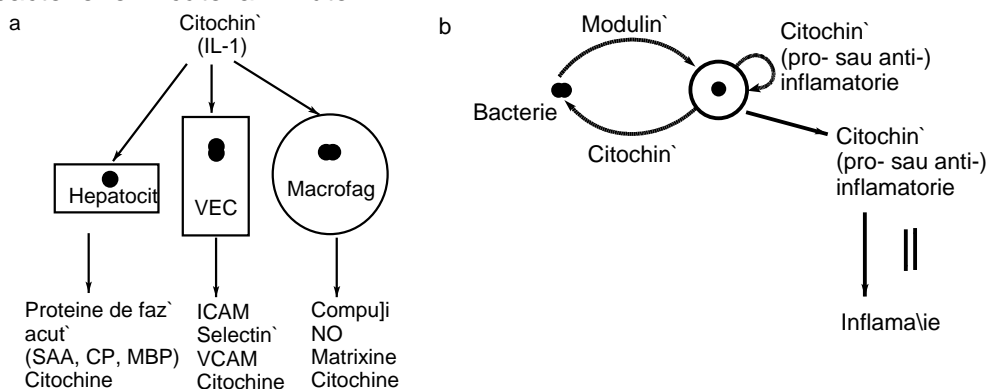 a
Citochin`
(IL-1)
Hepatocit
VEC
Macrofag
Proteine de faz`
acut`
(SAA, CP, MBP)
Citochine
ICAM
Selectin`
VCAM
Citochine
Compu]i
NO
Matrixine
Citochine
b
Modulin`
Bacterie
Citochin`
Citochin`
(pro- sau anti-)
inflamatorie
Citochin`
(pro- sau anti-)
inflamatorie
Inflama\ie